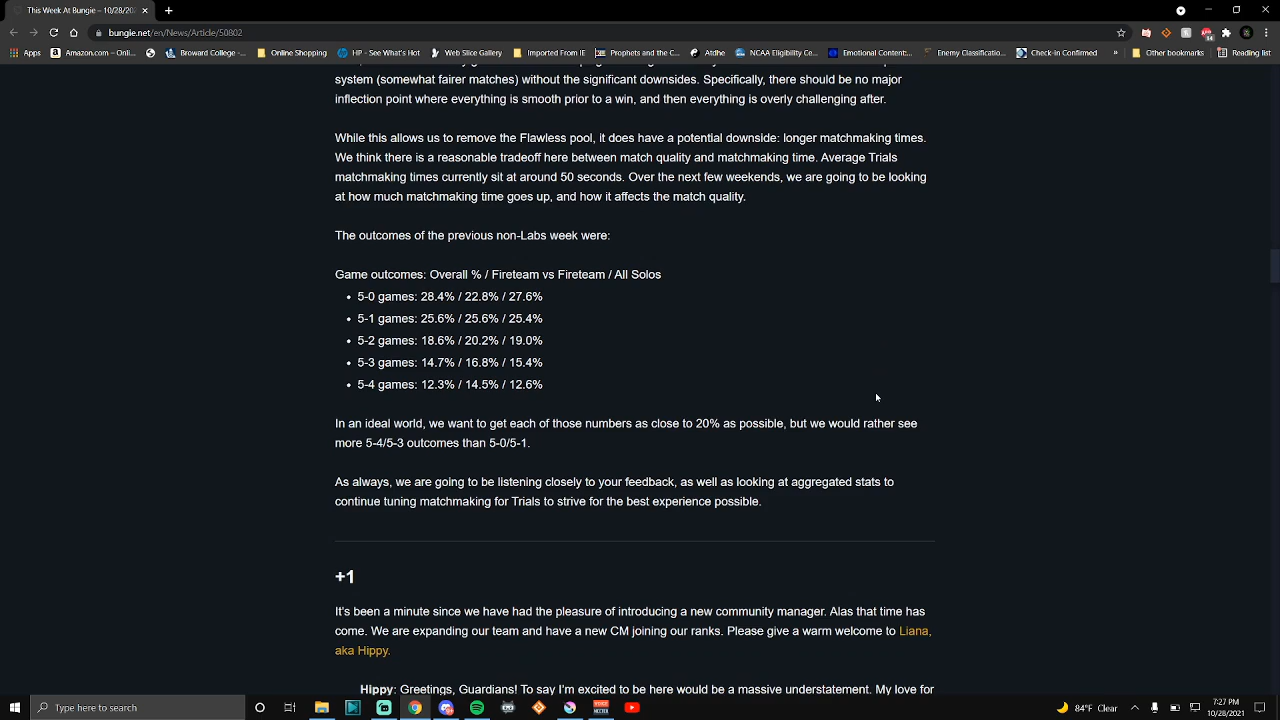 This Week At Bungie – 10/28/20
bungie.net/en/News/Article/50802
Apps
Amazon.com – Onli...
Broward College -...
Online Shopping
HP - See What's Hot
Web Slice Gallery
Imported From IE
Prophets and the C...
Jiddhe
NCAA Eligibility Ce...
Emotional Content:...
Enemy Classificatio...
Check-In Confirmed
»
Other bookmarks
Reading list
system (somewhat fairer matches) without the significant downsides. Specifically, there should be no major
inflection point where everything is smooth prior to a win, and then everything is overly challenging after.
While this allows us to remove the Flawless pool, it does have a potential downside: longer matchmaking times.
We think there is a reasonable tradeoff here between match quality and matchmaking time. Average Trials
matchmaking times currently sit at around 50 seconds. Over the next few weekends, we are going to be looking
at how much matchmaking time goes up, and how it affects the match quality.
The outcomes of the previous non-Labs week were:
Game outcomes: Overall % / Fireteam vs Fireteam / All Solos
• 5-0 games: 28.4% / 22.8% / 27.6%
• 5-1 games: 25.6% / 25.6% / 25.4%
• 5-2 games: 18.6% / 20.2% / 19.0%
• 5-3 games: 14.7% / 16.8% / 15.4%
• 5-4 games: 12.3% / 14.5% / 12.6%
In an ideal world, we want to get each of those numbers as close to 20% as possible, but we would rather see
more 5-4/5-3 outcomes than 5-0/5-1.
As always, we are going to be listening closely to your feedback, as well as looking at aggregated stats to
continue tuning matchmaking for Trials to strive for the best experience possible.
+1
It's been a minute since we have had the pleasure of introducing a new community manager. Alas that time has
come. We are expanding our team and have a new CM joining our ranks. Please give a warm welcome to Liana,
aka Hippy.
Hippy: Greetings, Guardians! To say I'm excited to be here would be a massive understatement. My love for
Type here to search
84°F Clear
7:27 PM
10/28/2021